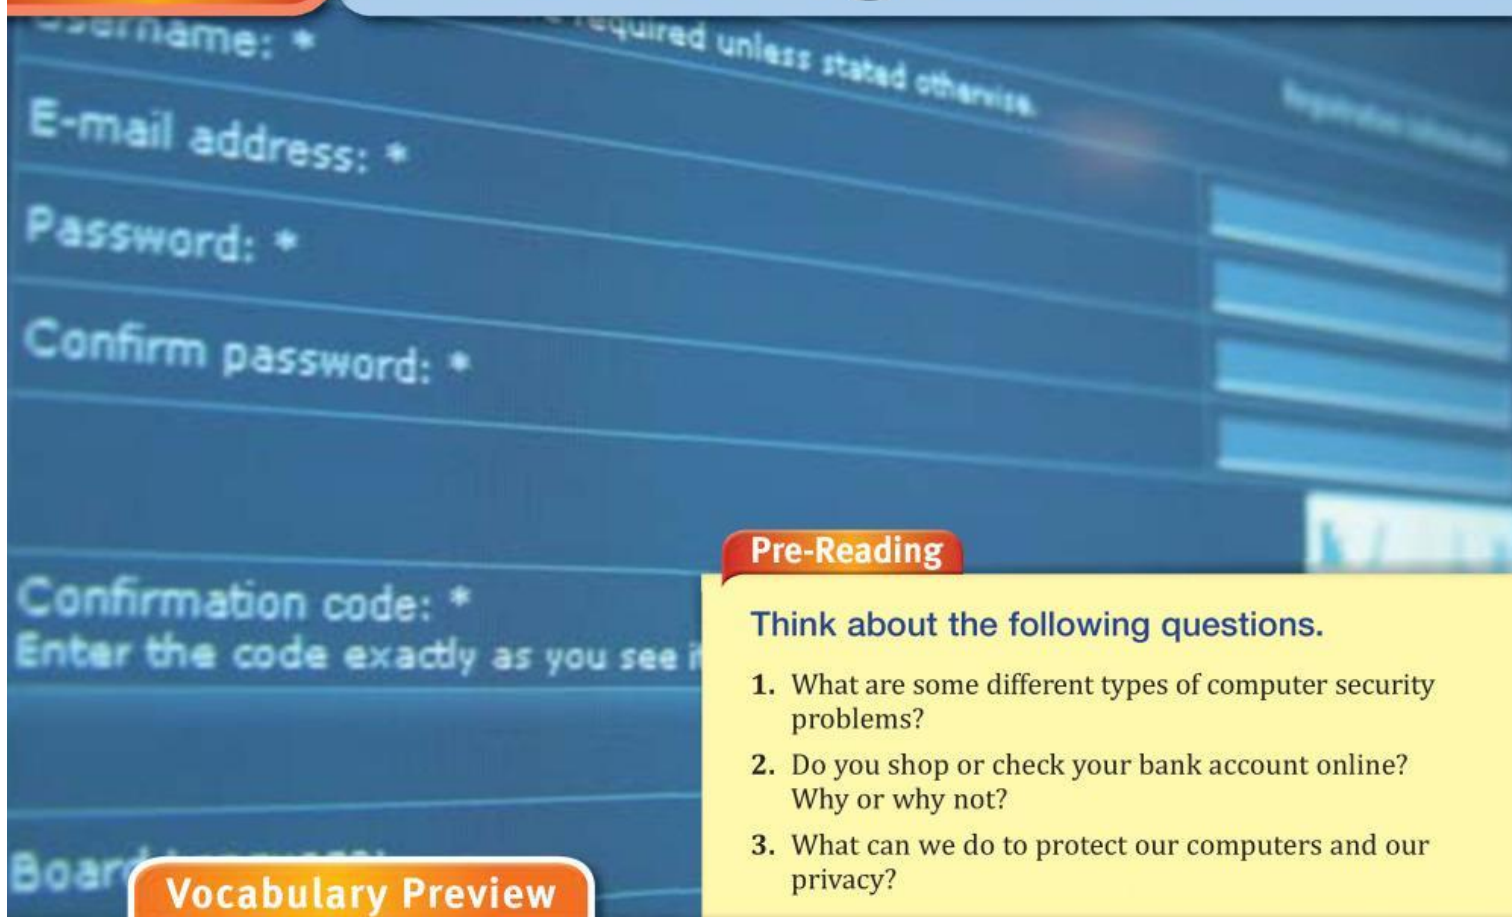 required unless stated otherwise.
E-mail address: *
Password: *
Confirm password: *
Confirmation code: *
Enter the code exactly as you see
Pre-Reading
Think about the following questions.
1. What are some different types of computer security
problems?
2. Do you shop or check your bank account online?
Why or why not?
3. What can we do to protect our computers and our
privacy?
Vocabulary Preview